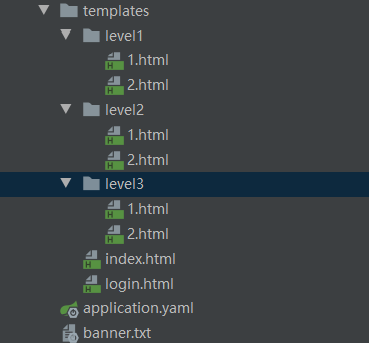 templates
level1
1.html
2.html
level2
1.html
2.html
level3
1.html
2.html
index.html
login.html
application.yaml
banner.txt